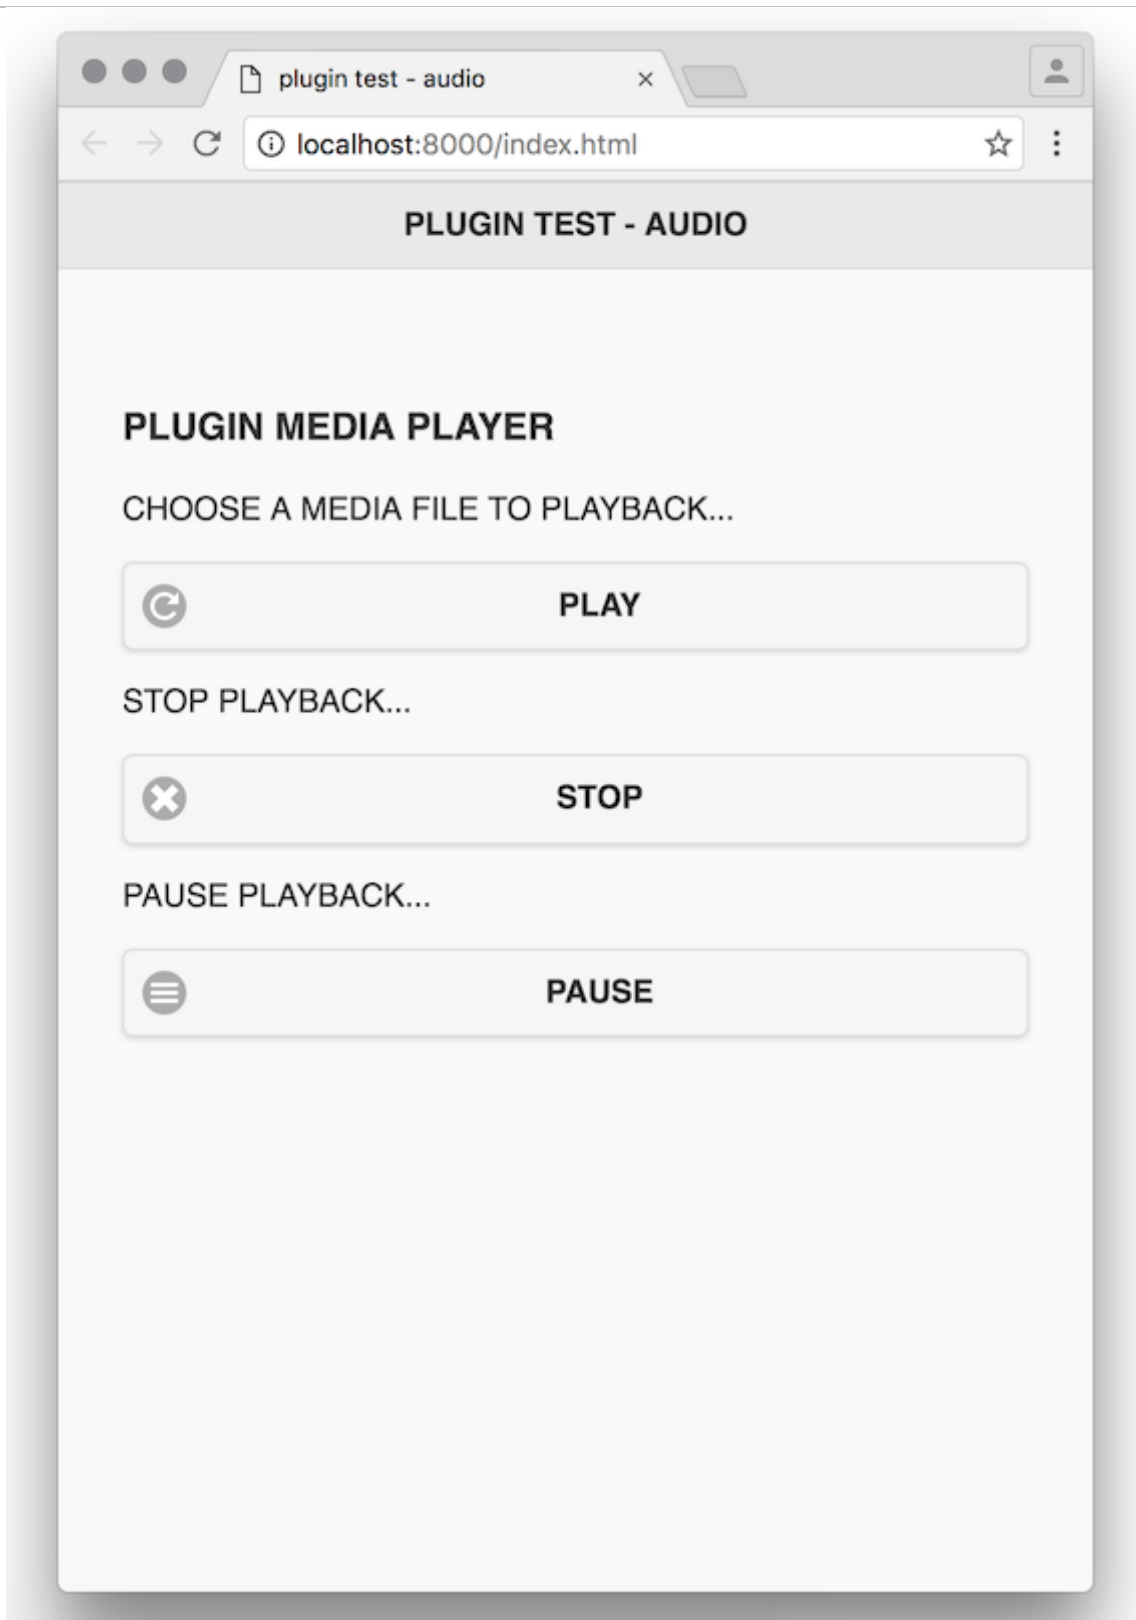 plugin test - audio
localhost:8000/index.html
PLUGIN TEST - AUDIO
PLUGIN MEDIA PLAYER
CHOOSE A MEDIA FILE TO PLAYBACK...
PLAY
STOP PLAYBACK...
STOP
PAUSE PLAYBACK...
PAUSE